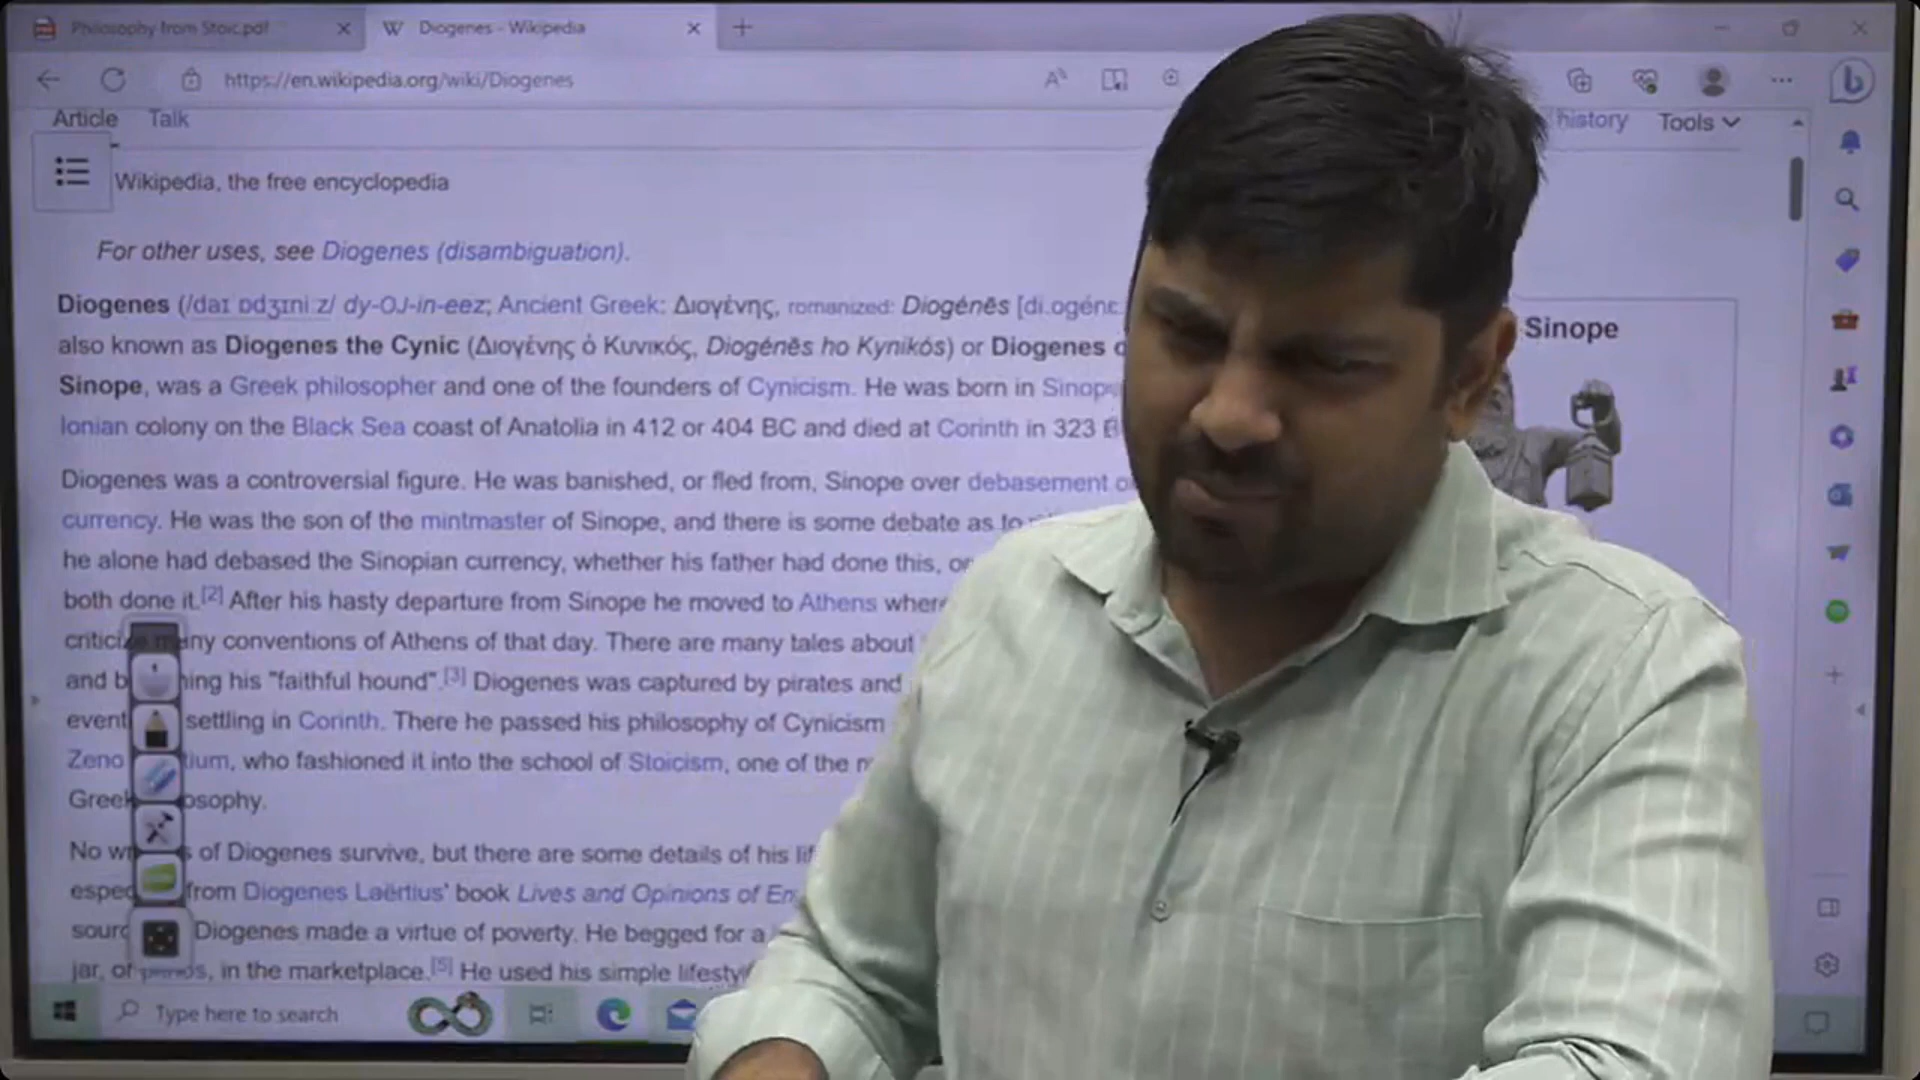 Philosophy from Stoic.pdf
Diogenes - Wikipedia
https://en.wikipedia.org/wiki/Diogenes
Article Talk history Tools
Wikipedia, the free encyclopedia
For other uses, see Diogenes (disambiguation).
Diogenes dy-OJ-in-eez; Ancient Greek: Διογένης, romanized: Diogénēs
Sinope
also known as Diogenes the Cynic (Διογένης ὁ Κυνικός, Diogénēs ho Kynikós) or Diogenes
Sinope, was a Greek philosopher and one of the founders of Cynicism. He was born in
Ionian colony on the Black Sea coast of Anatolia in 412 or 404 BC and died at Corinth in 323
Diogenes was a controversial figure. He was banished, or fled from, Sinope over debasement
currency. He was the son of the mintmaster of Sinope, and there is some debate as to
he alone had debased the Sinopian currency, whether his father had done this,
both done it.[2] After his hasty departure from Sinope he moved to Athens
conventions of Athens of that day. There are many tales about
and his "faithful hound".[3] Diogenes was captured by pirates and
settling in Corinth. There he passed his philosophy of Cynicism
Zeno who fashioned it into the school of Stoicism, one of the
No of Diogenes survive, but there are some details of his
from Diogenes Laërtius' book Lives and Opinions of
Diogenes made a virtue of poverty. He begged for a
jar, in the marketplace.[5] He used his simple
Type here to search